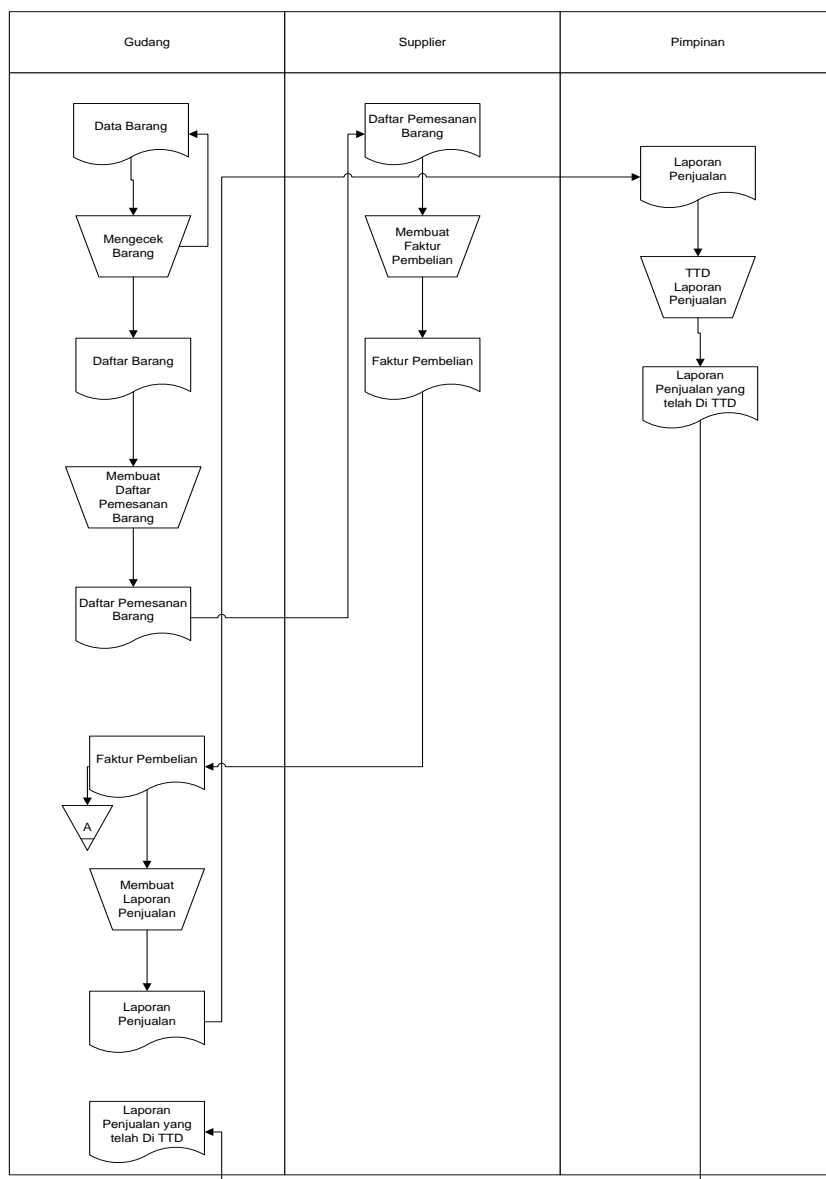 Gudang
Supplier
Pimpinan
Data Barang
Mengecek
Barang
Daftar Barang
Membuat
Daftar
Pemesanan
Barang
Daftar Pemesanan
Barang
Faktur Pembelian
A
Membuat
Laporan
Penjualan
Laporan
Penjualan
Laporan
Penjualan yang
telah Di TTD
Daftar Pemesanan
Barang
Membuat
Faktur
Pembelian
Faktur Pembelian
Laporan
Penjualan
TTD
Laporan
Penjualan
Laporan
Penjualan yang
telah Di TTD